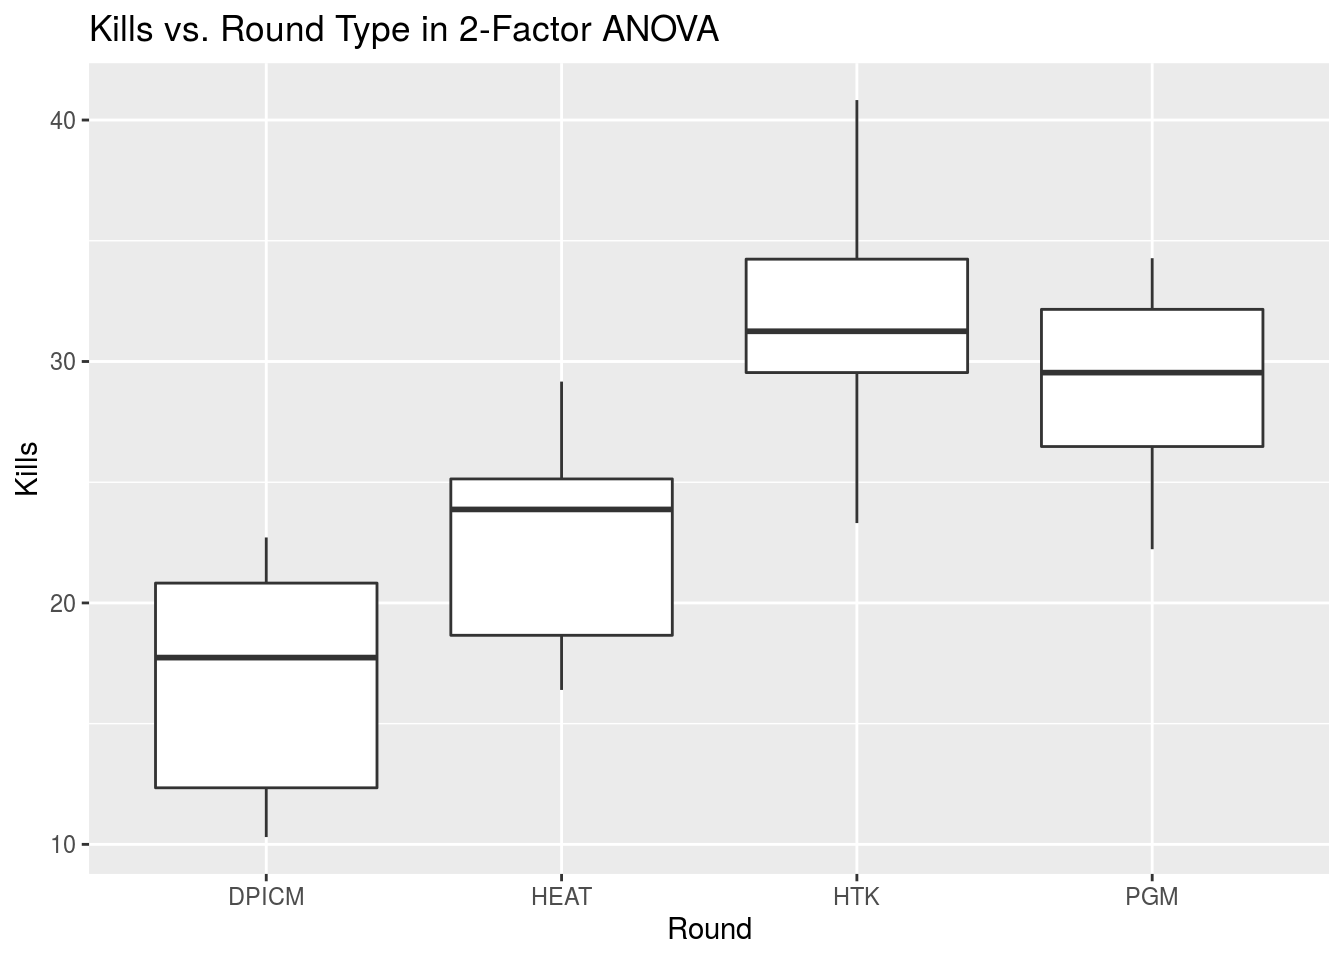 Kills vs. Round Type in 2-Factor ANOVA
40
30
20
10
Kills
DPICM HEAT HTK PGM
Round